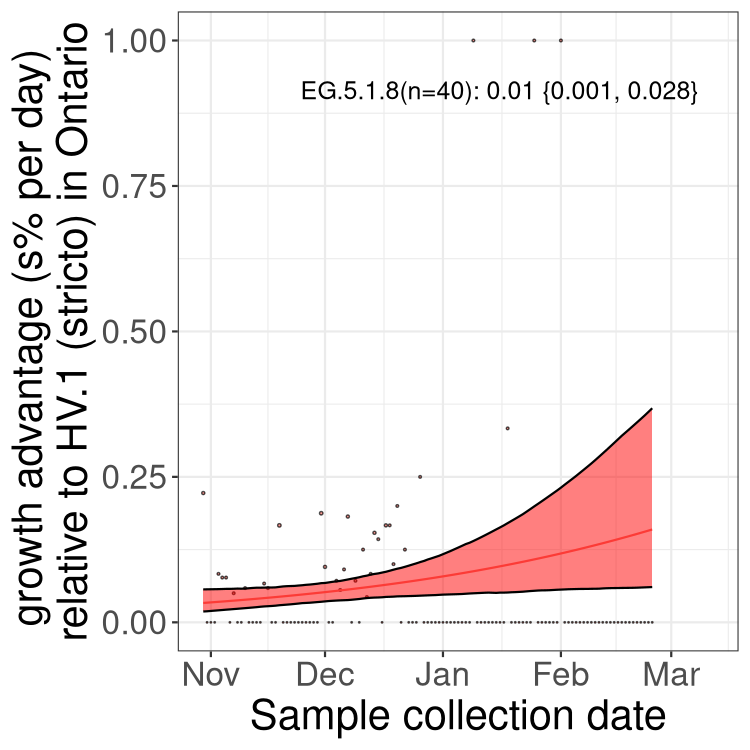 growth advantage (s% per day)
relative to HV.1 (stricto) in Ontario
1.00
0.75
0.50
0.25
0.00
EG.5.1.8(n=40): 0.01 {0.001, 0.028}
Nov Dec Jan Feb Mar
Sample collection date